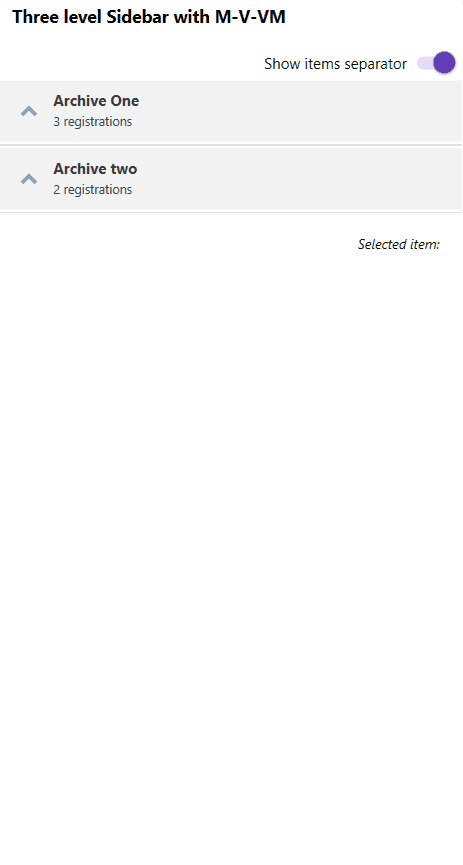 Three level Sidebar with M-V-VM
Show items separator
Archive One
3 registrations
Archive two
2 registrations
Selected item: